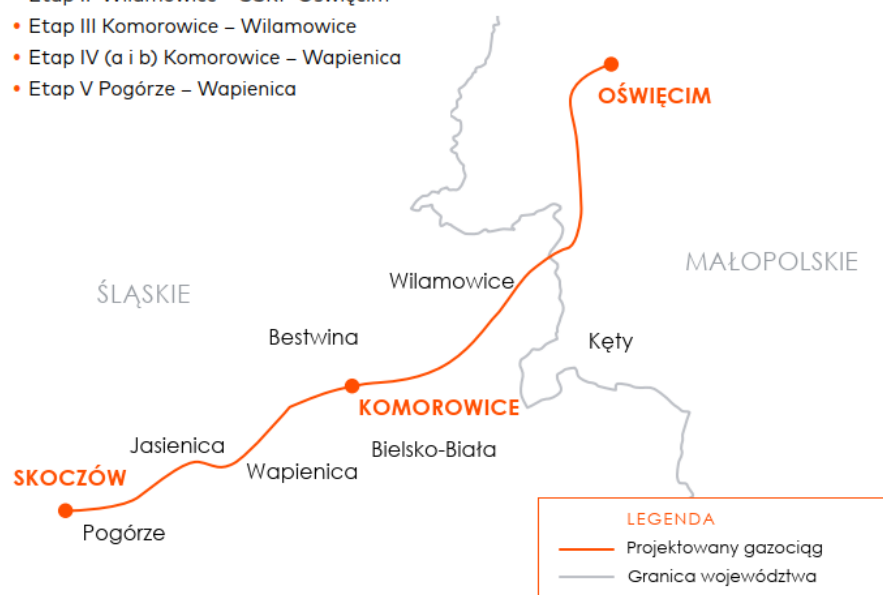 • Etap III Komorowice – Wilamowice
• Etap IV (a i b) Komorowice – Wapienica
• Etap V Pogórze – Wapienica
OŚWIĘCIM
MAŁOPOLSKIE
Wilamowice
ŚLĄSKIE
Bestwina
Kęty
KOMOROWICE
Jasienica
Bielsko-Biała
Wapienica
SKOCZÓW
Pogórze
LEGENDA
Projektowany gazociąg
Granica województwa